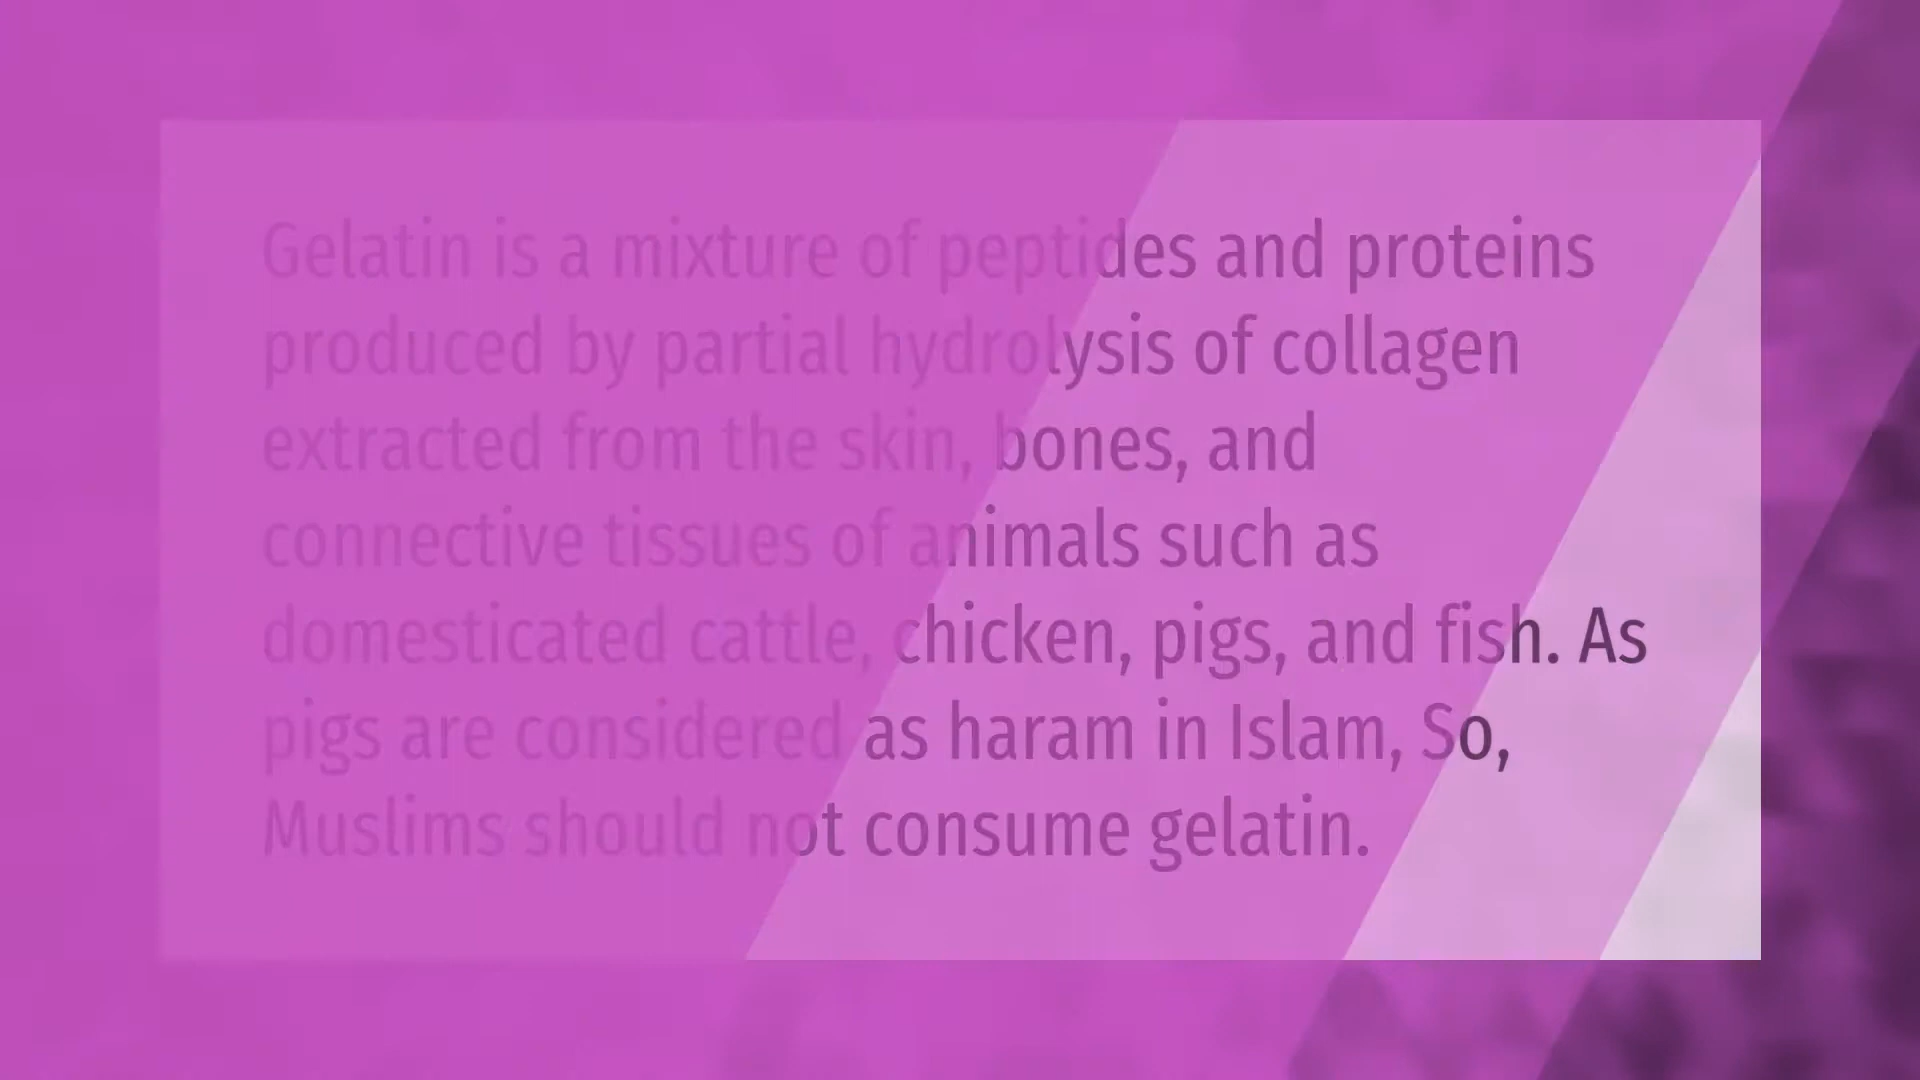 Gelatin is a mixture of peptides and proteins
produced by partial hydrolysis of collagen
extracted from the skin, bones, and
connective tissues of animals such as
domesticated cattle, chicken, pigs, and fish. As
pigs are considered as haram in Islam, So,
Muslims should not consume gelatin.